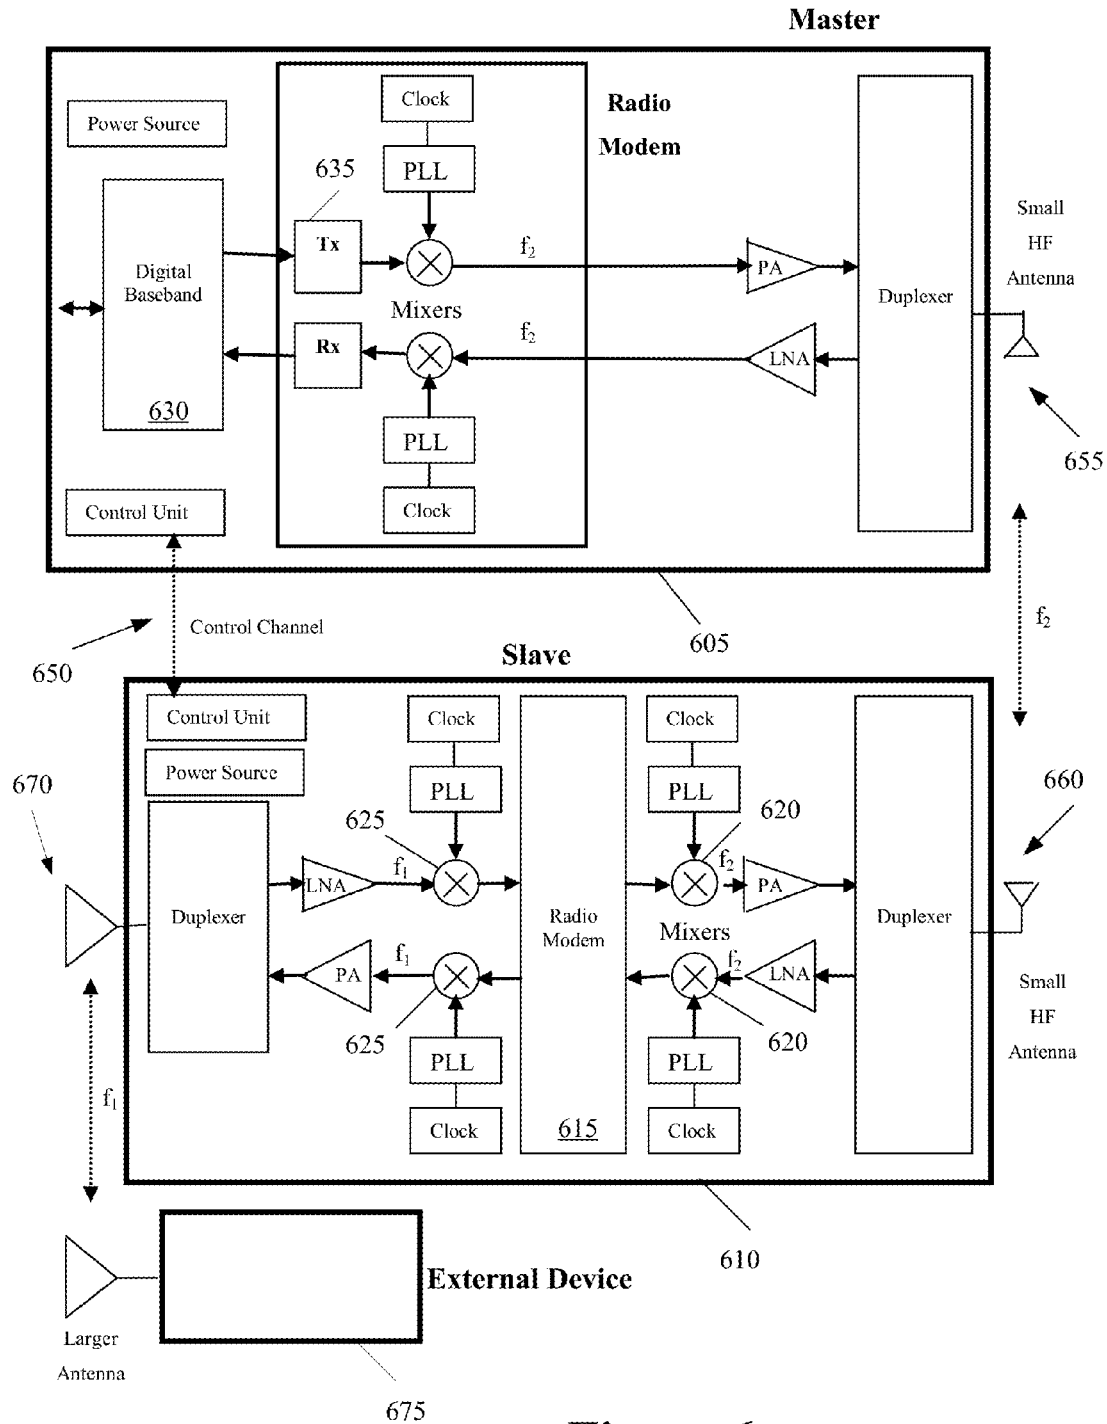 Master
Power Source
Clock
Radio
Modem
PLL
635
Tx
f2
PA
Small
HF
Antenna
Digital
Baseband
Mixers
Duplexer
Rx
f2
LNA
630
PLL
655
Control Unit
Clock
650
Control Channel
605
f2
Slave
Control Unit
Clock
Clock
Power Source
670
PLL
PLL
660
625
620
LNA
f1
f2
PA
Duplexer
Radio
Modem
Mixers
Duplexer
PA
f1
f2
LNA
625
620
Small
HF
Antenna
PLL
PLL
f1
Clock
615
Clock
610
External Device
Larger
Antenna
675